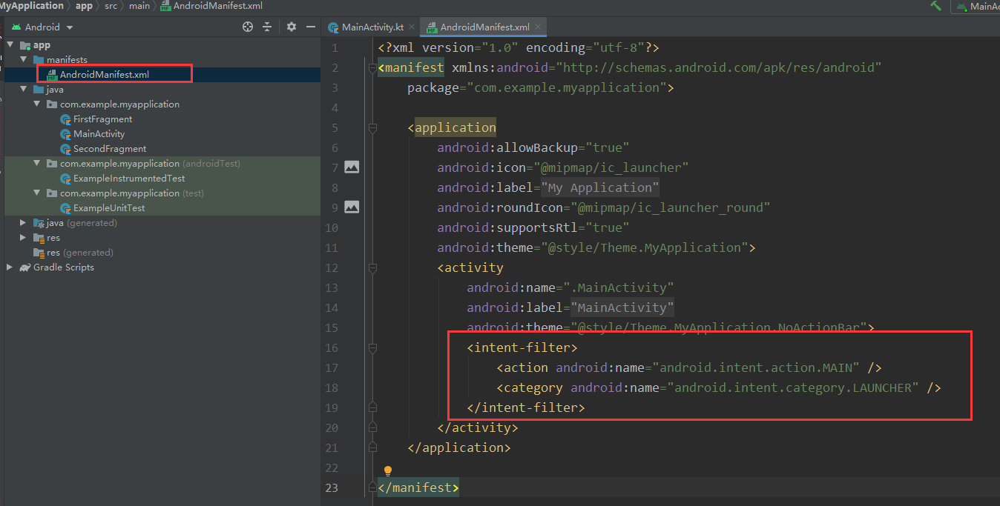 MyApplication app src main AndroidManifest.xml
Android
app
manifests
AndroidManifest.xml
java
com.example.myapplication
FirstFragment
MainActivity
SecondFragment
com.example.myapplication (androidTest)
ExampleInstrumentedTest
com.example.myapplication (test)
ExampleUnitTest
java (generated)
res
res (generated)
Gradle Scripts
MainActivity.kt AndroidManifest.xml
1 <?xml version="1.0" encoding="utf-8"?>
2 <manifest xmlns:android="http://schemas.android.com/apk/res/android"
3 package="com.example.myapplication">
4
5 <application
6 android:allowBackup="true"
7 android:icon="@mipmap/ic_launcher"
8 android:label="My Application"
9 android:roundIcon="@mipmap/ic_launcher_round"
10 android:supportsRtl="true"
11 android:theme="@style/Theme.MyApplication">
12 <activity
13 android:name=".MainActivity"
14 android:label="MainActivity"
15 android:theme="@style/Theme.MyApplication.NoActionBar">
16 <intent-filter>
17 <action android:name="android.intent.action.MAIN" />
18 <category android:name="android.intent.category.LAUNCHER" />
19 </intent-filter>
20 </activity>
21 </application>
22
23 </manifest>